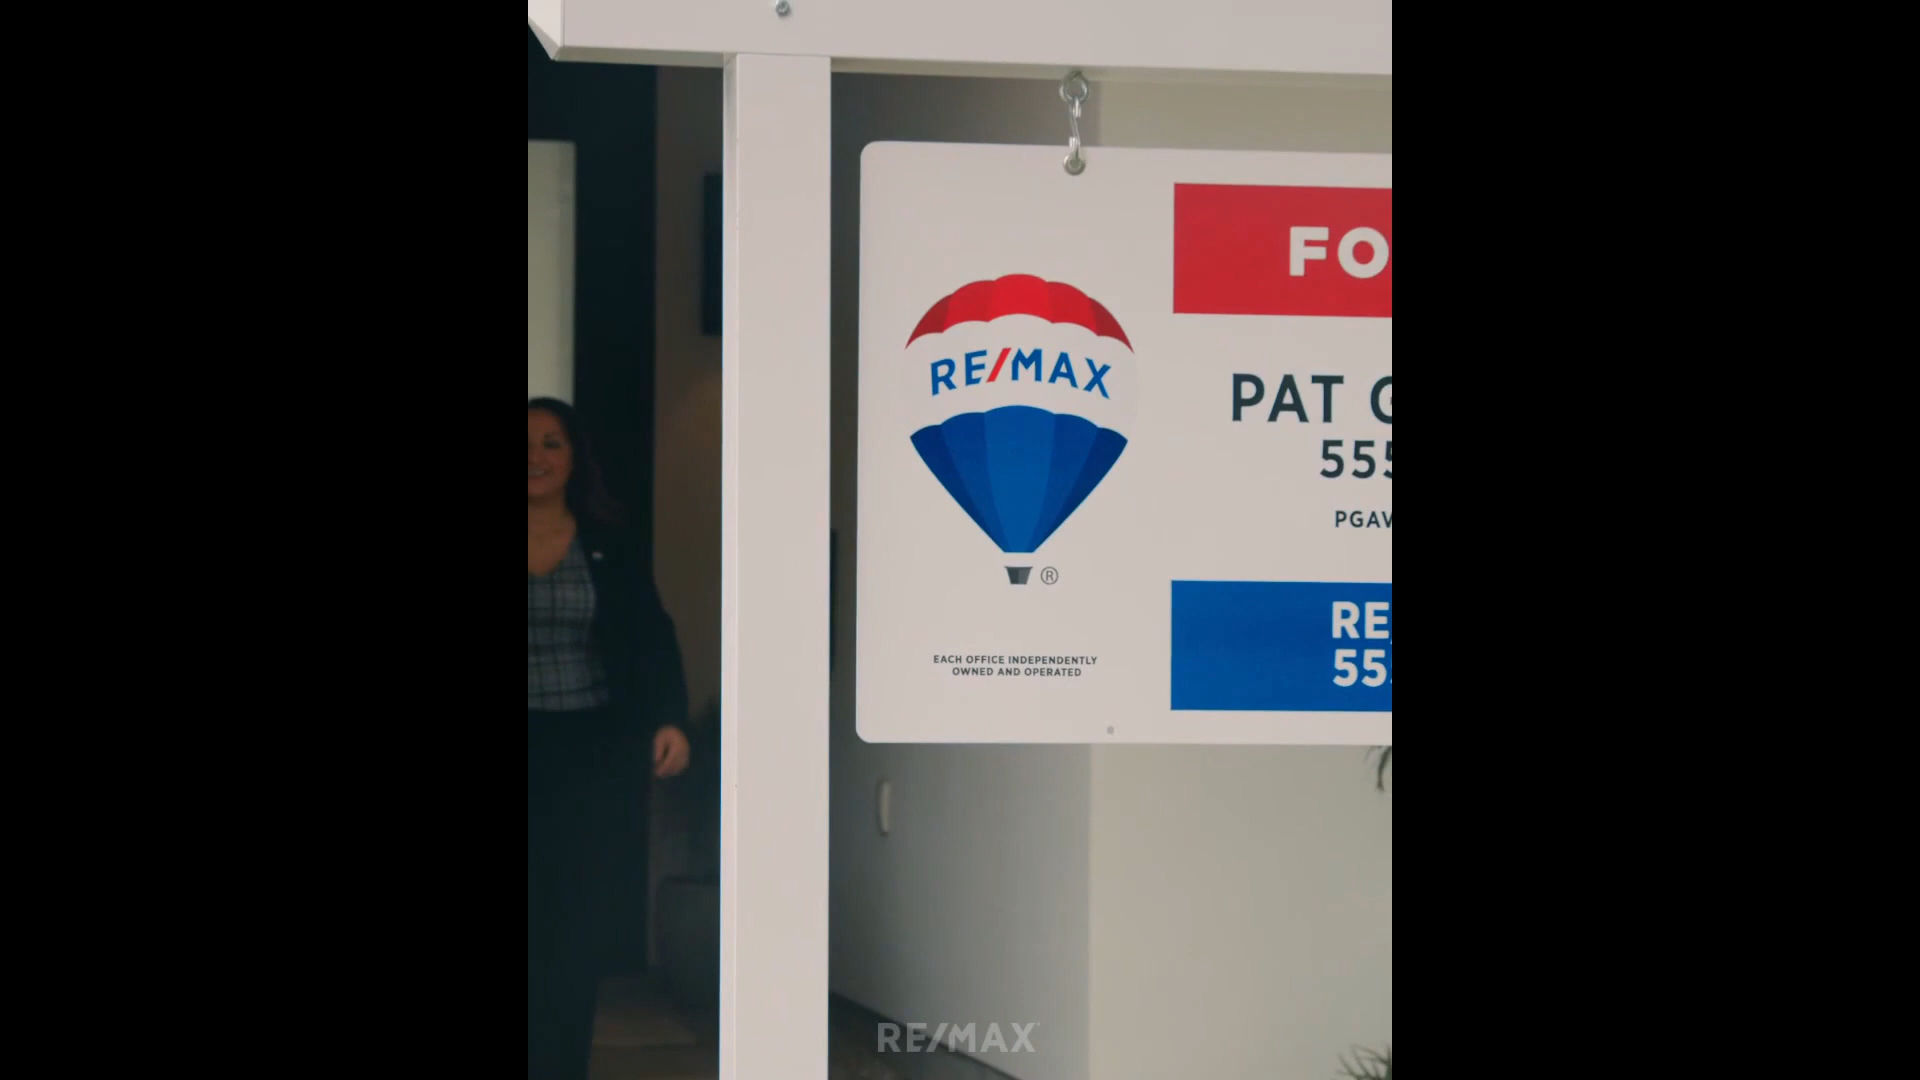 FO
RE/MAX
PAT G
555
PGAV
®
RE/
55
EACH OFFICE INDEPENDENTLY
OWNED AND OPERATED
RE/MAX